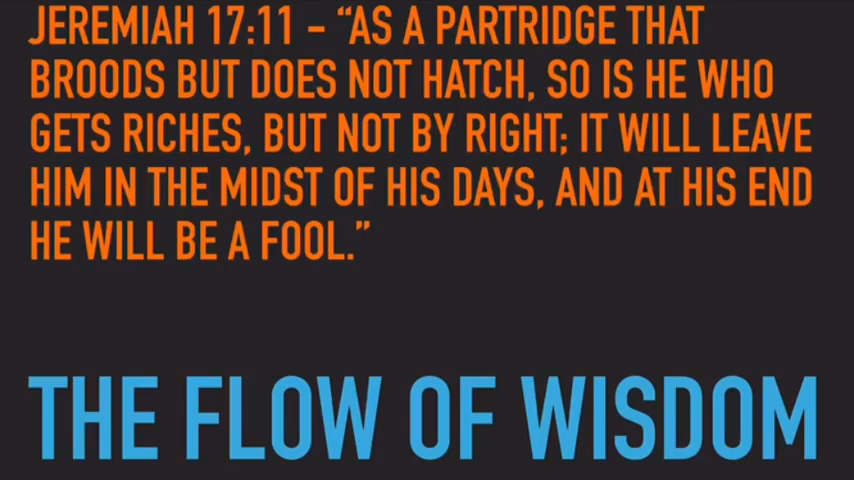 JEREMIAH 17:11 – “AS A PARTRIDGE THAT
BROODS BUT DOES NOT HATCH, SO IS HE WHO
GETS RICHES, BUT NOT BY RIGHT; IT WILL LEAVE
HIM IN THE MIDST OF HIS DAYS, AND AT HIS END
HE WILL BE A FOOL.”
THE FLOW OF WISDOM